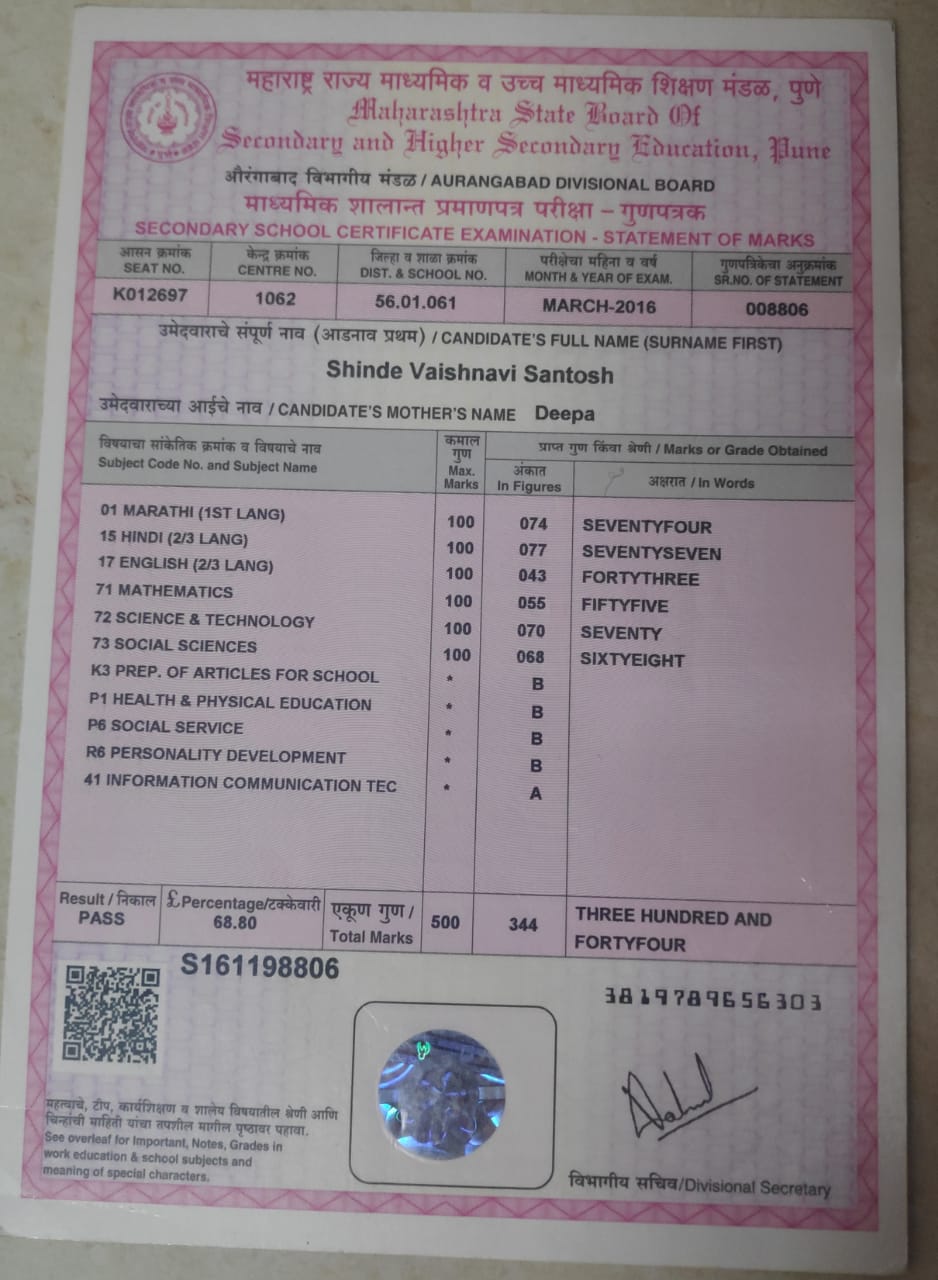 महाराष्ट्र राज्य माध्यमिक व उच्च माध्यमिक शिक्षण मंडळ, पुणे
Maharashtra State Board Of
Secondary and Higher Secondary Education, Pune
औरंगाबाद विभागीय मंडळ / AURANGABAD DIVISIONAL BOARD
माध्यमिक शालान्त प्रमाणपत्र परीक्षा – गुणपत्रक
SECONDARY SCHOOL CERTIFICATE EXAMINATION - STATEMENT OF MARKS
आसन क्रमांक केन्द्र क्रमांक जिल्हा व शाळा क्रमांक परीक्षेचा महिना व वर्ष गुणपत्रिकेचा अनुक्रमांक
SEAT NO. CENTRE NO. DIST. & SCHOOL NO. MONTH & YEAR OF EXAM. SR.NO. OF STATEMENT
K012697 1062 56.01.061 MARCH-2016 008806
उमेदवाराचे संपूर्ण नाव (आडनाव प्रथम) / CANDIDATE'S FULL NAME (SURNAME FIRST)
Shinde Vaishnavi Santosh
उमेदवाराच्या आईचे नाव / CANDIDATE'S MOTHER'S NAME Deepa
विषयाचा सांकेतिक क्रमांक व विषयाचे नाव
Subject Code No. and Subject Name
कमाल
गुण
Max.
Marks
प्राप्त गुण किंवा श्रेणी / Marks or Grade Obtained
अंकात
In Figures
अक्षरात / In Words
01 MARATHI (1ST LANG) 100 074 SEVENTYFOUR
15 HINDI (2/3 LANG) 100 077 SEVENTYSEVEN
17 ENGLISH (2/3 LANG) 100 043 FORTYTHREE
71 MATHEMATICS 100 055 FIFTYFIVE
72 SCIENCE & TECHNOLOGY 100 070 SEVENTY
73 SOCIAL SCIENCES 100 068 SIXTYEIGHT
K3 PREP. OF ARTICLES FOR SCHOOL * B
P1 HEALTH & PHYSICAL EDUCATION * B
P6 SOCIAL SERVICE * B
R6 PERSONALITY DEVELOPMENT * B
41 INFORMATION COMMUNICATION TEC * A
Result / निकाल
PASS
£ Percentage/टक्केवारी
68.80
एकूण गुण /
Total Marks
500
344
THREE HUNDRED AND
FORTYFOUR
S161198806
3819789656303
महत्वाचे, टीप, कार्यशिक्षण व शालेय विषयातील श्रेणी आणि
चिन्हांची माहिती यांचा तपशील मागील पृष्ठावर पहावा.
See overleaf for Important, Notes, Grades in
work education & school subjects and
meaning of special characters.
विभागीय सचिव/Divisional Secretary